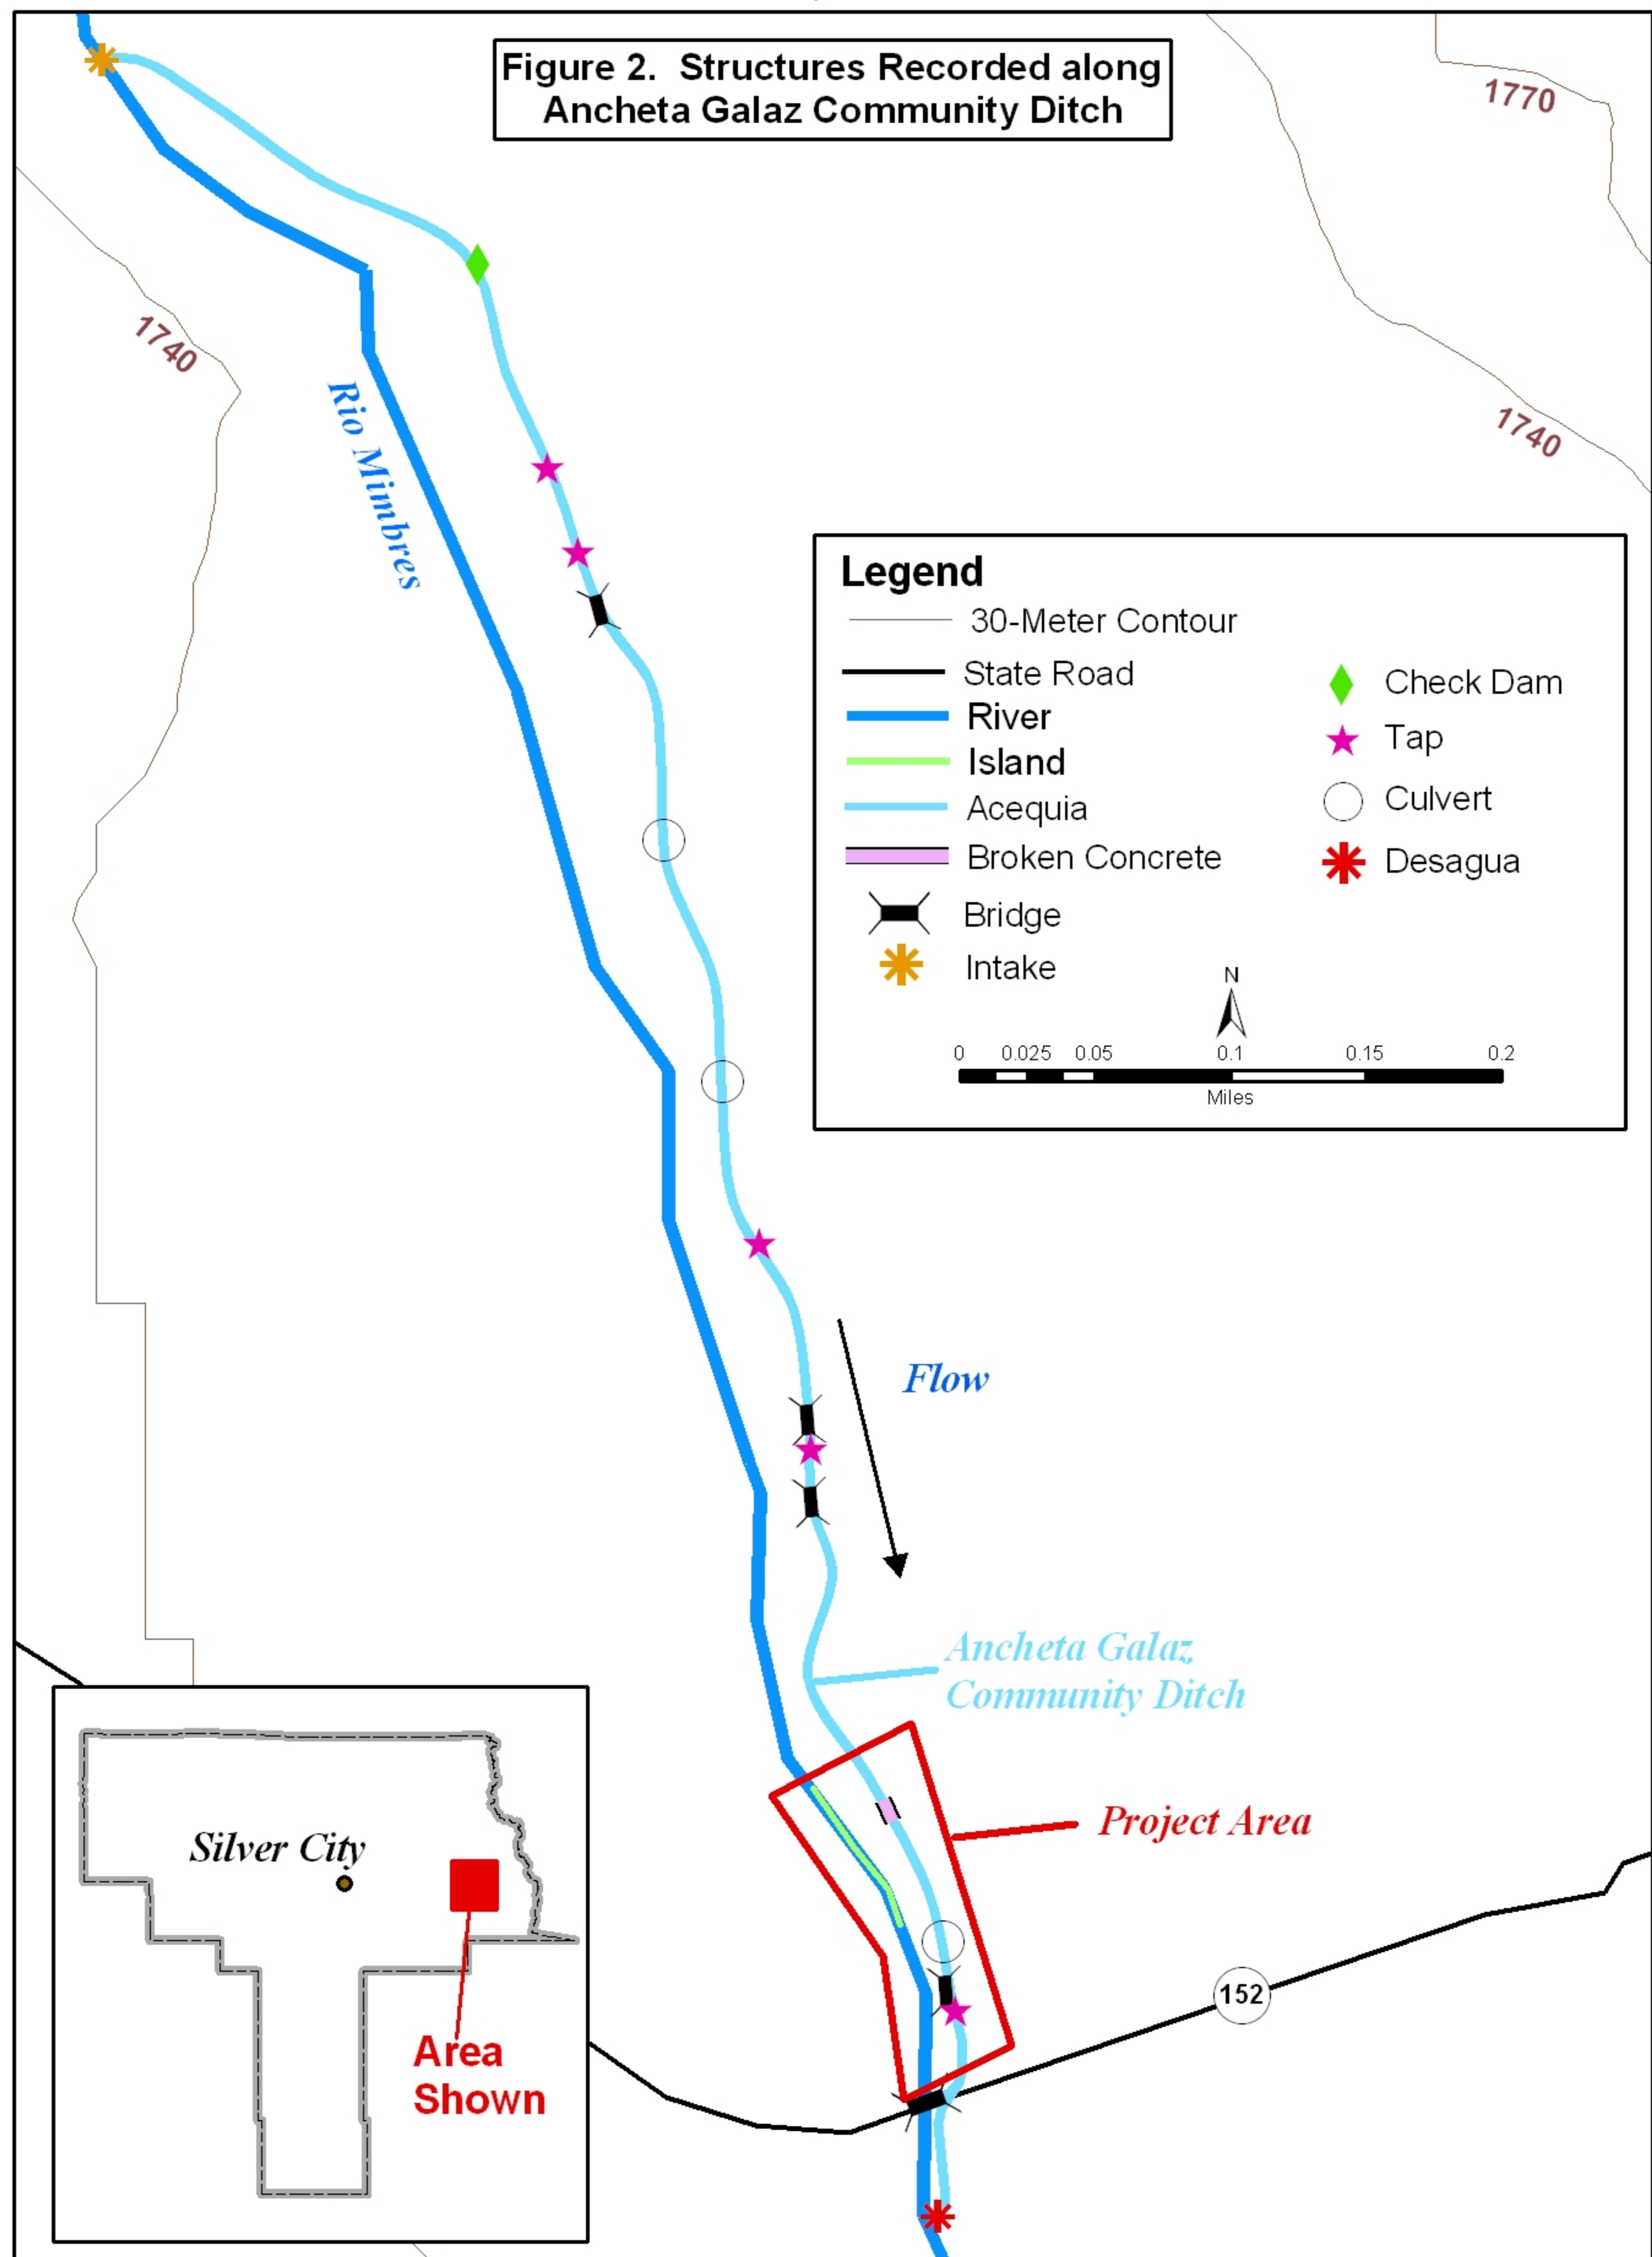 Figure 2. Structures Recorded along
Ancheta Galaz Community Ditch
1770
1740
1740
Rio Mimbres
Legend
30-Meter Contour
State Road
River
Island
Acequia
Broken Concrete
Bridge
Intake
Check Dam
Tap
Culvert
Desagua
N
0 0.025 0.05 0.1 0.15 0.2
Miles
Flow
Ancheta Galaz
Community Ditch
Project Area
Silver City
Area
Shown
152